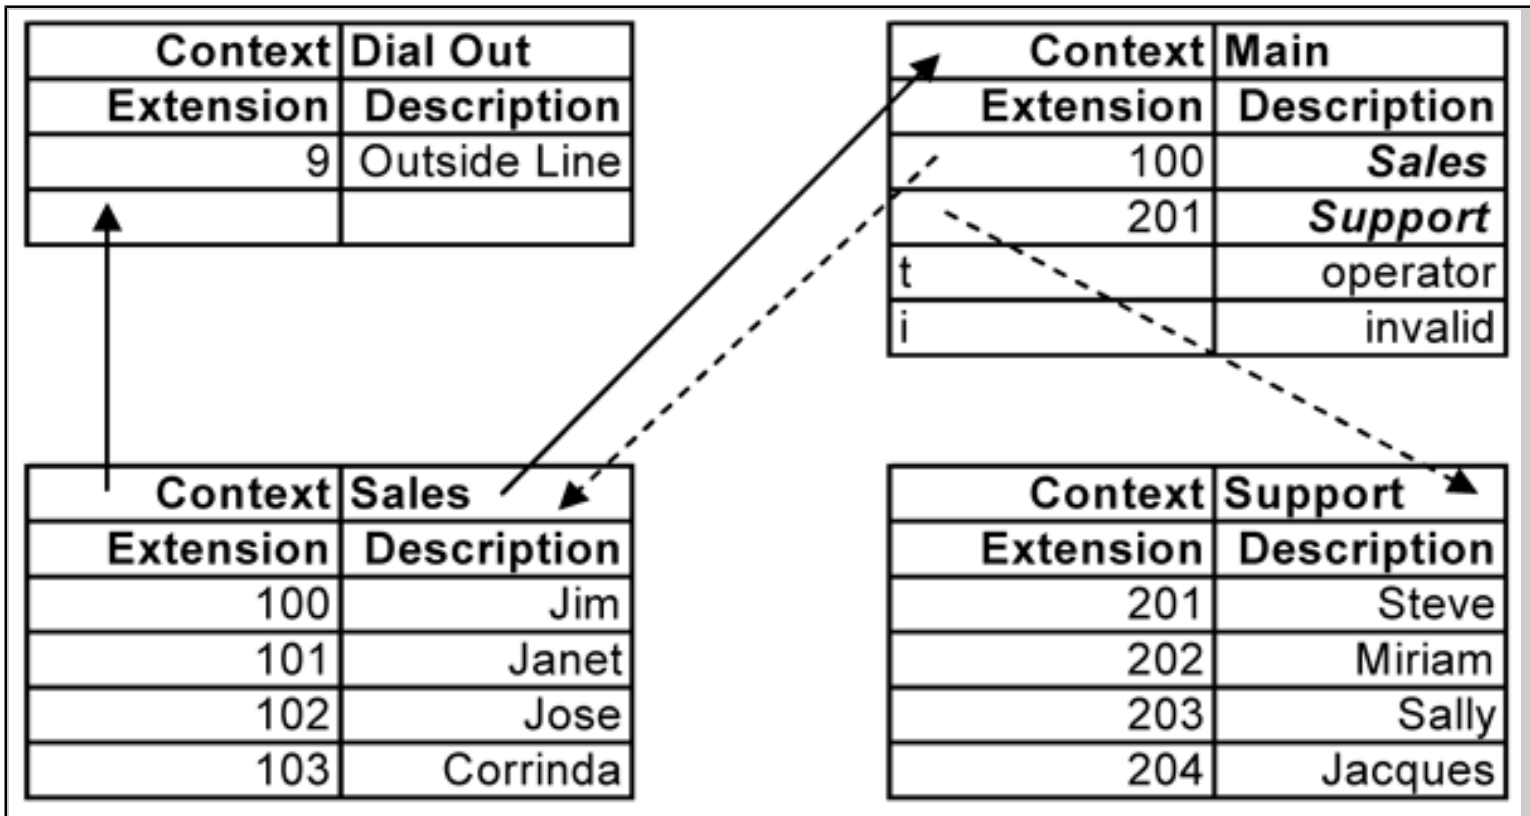 Context Dial Out
Extension Description
9 Outside Line
Context Main
Extension Description
100 Sales
201 Support
t operator
i invalid
Context Sales
Extension Description
100 Jim
101 Janet
102 Jose
103 Corrinda
Context Support
Extension Description
201 Steve
202 Miriam
203 Sally
204 Jacques